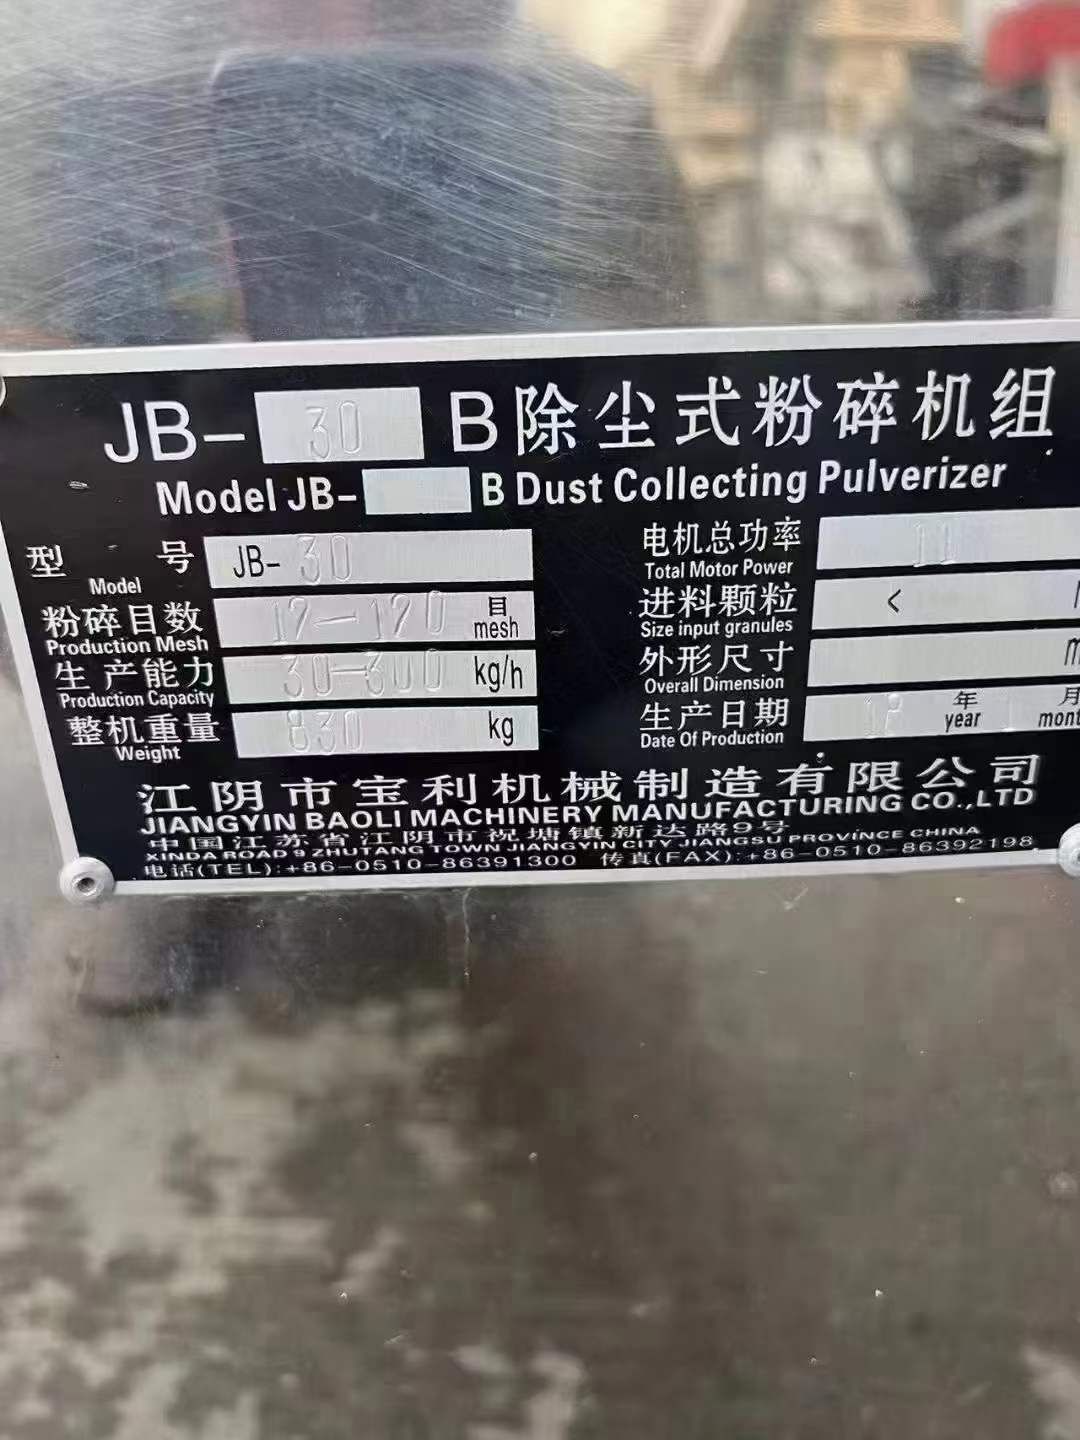 JB-30 B除尘式粉碎机组
Model JB- B Dust Collecting Pulverizer
型号 JB-30
Model
粉碎目数 12-120 目
Production Mesh mesh
生产能力 30-300 kg/h
Production Capacity
整机重量 830 kg
Weight
电机总功率 11
Total Motor Power
进料颗粒 <
Size input granules
外形尺寸
Overall Dimension
生产日期 年 月
Date Of Production year
江阴市宝利机械制造有限公司
JIANGYIN BAOLI MACHINERY MANUFACTURING CO.,LTD
中国江苏省江阴市祝塘镇新达路9号
XINDA ROAD 9 ZHUTANG TOWN JIANGYIN CITY JIANGSU PROVINCE CHINA
电话(TEL):+86-0510-86391300 传真(FAX):+86-0510-86392198